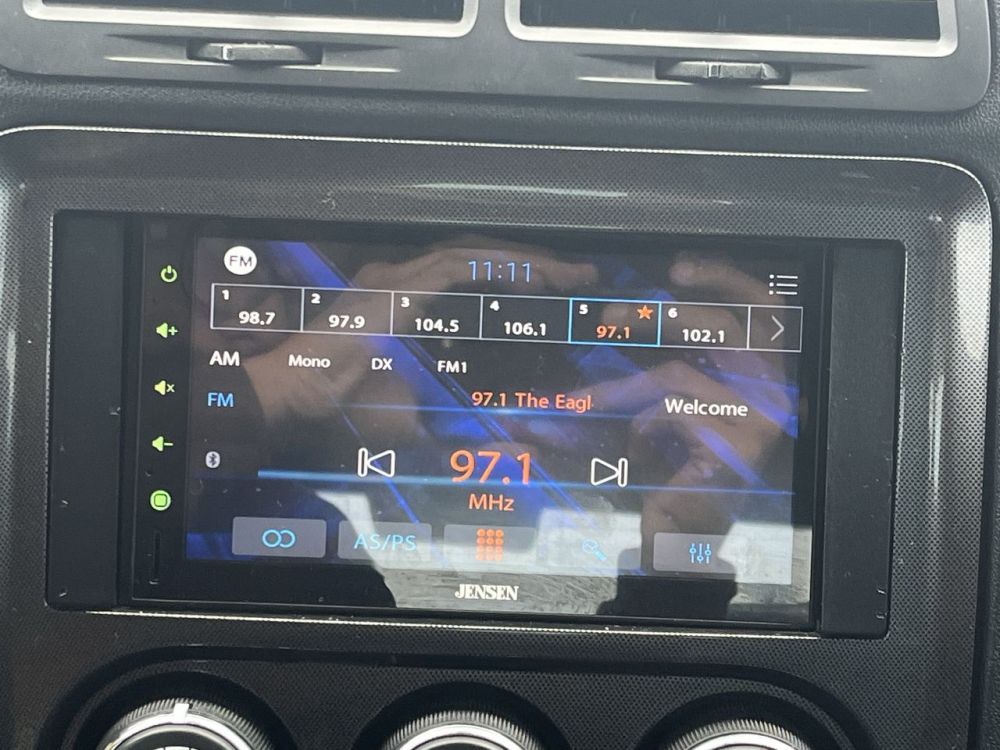 FM
11:11
1 2 3 4 5 6
98.7 97.9 104.5 106.1 97.1 102.1
AM Mono DX FM1
FM 97.1 The Eagl Welcome
97.1
MHz
AS/PS
JENSEN